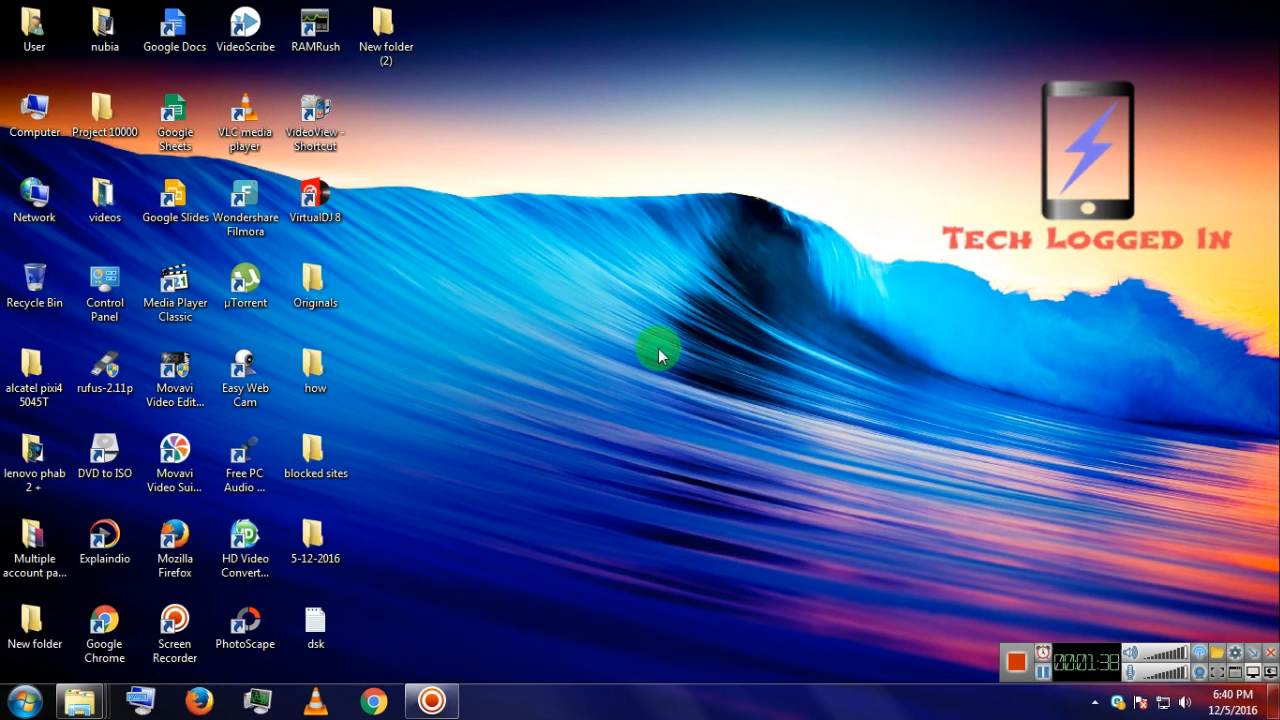 User
nubia
Google Docs
VideoScribe
RAMRush
New folder
(2)
Computer
Project 10000
Google
Sheets
VLC media
player
VideoView -
Shortcut
Network
videos
Google Slides
Wondershare
Filmora
VirtualDJ 8
Recycle Bin
Control
Panel
Media Player
Classic
µTorrent
Originals
alcatel pixi4
5045T
rufus-2.11p
Movavi
Video Edit...
Easy Web
Cam
how
lenovo phab
2 +
DVD to ISO
Movavi
Video Sui...
Free PC
Audio ...
blocked sites
Multiple
account pa...
Explaindio
Mozilla
Firefox
HD Video
Convert...
5-12-2016
New folder
Google
Chrome
Screen
Recorder
PhotoScape
dsk
Tech Logged In
00:01:38
6:40 PM
12/5/2016